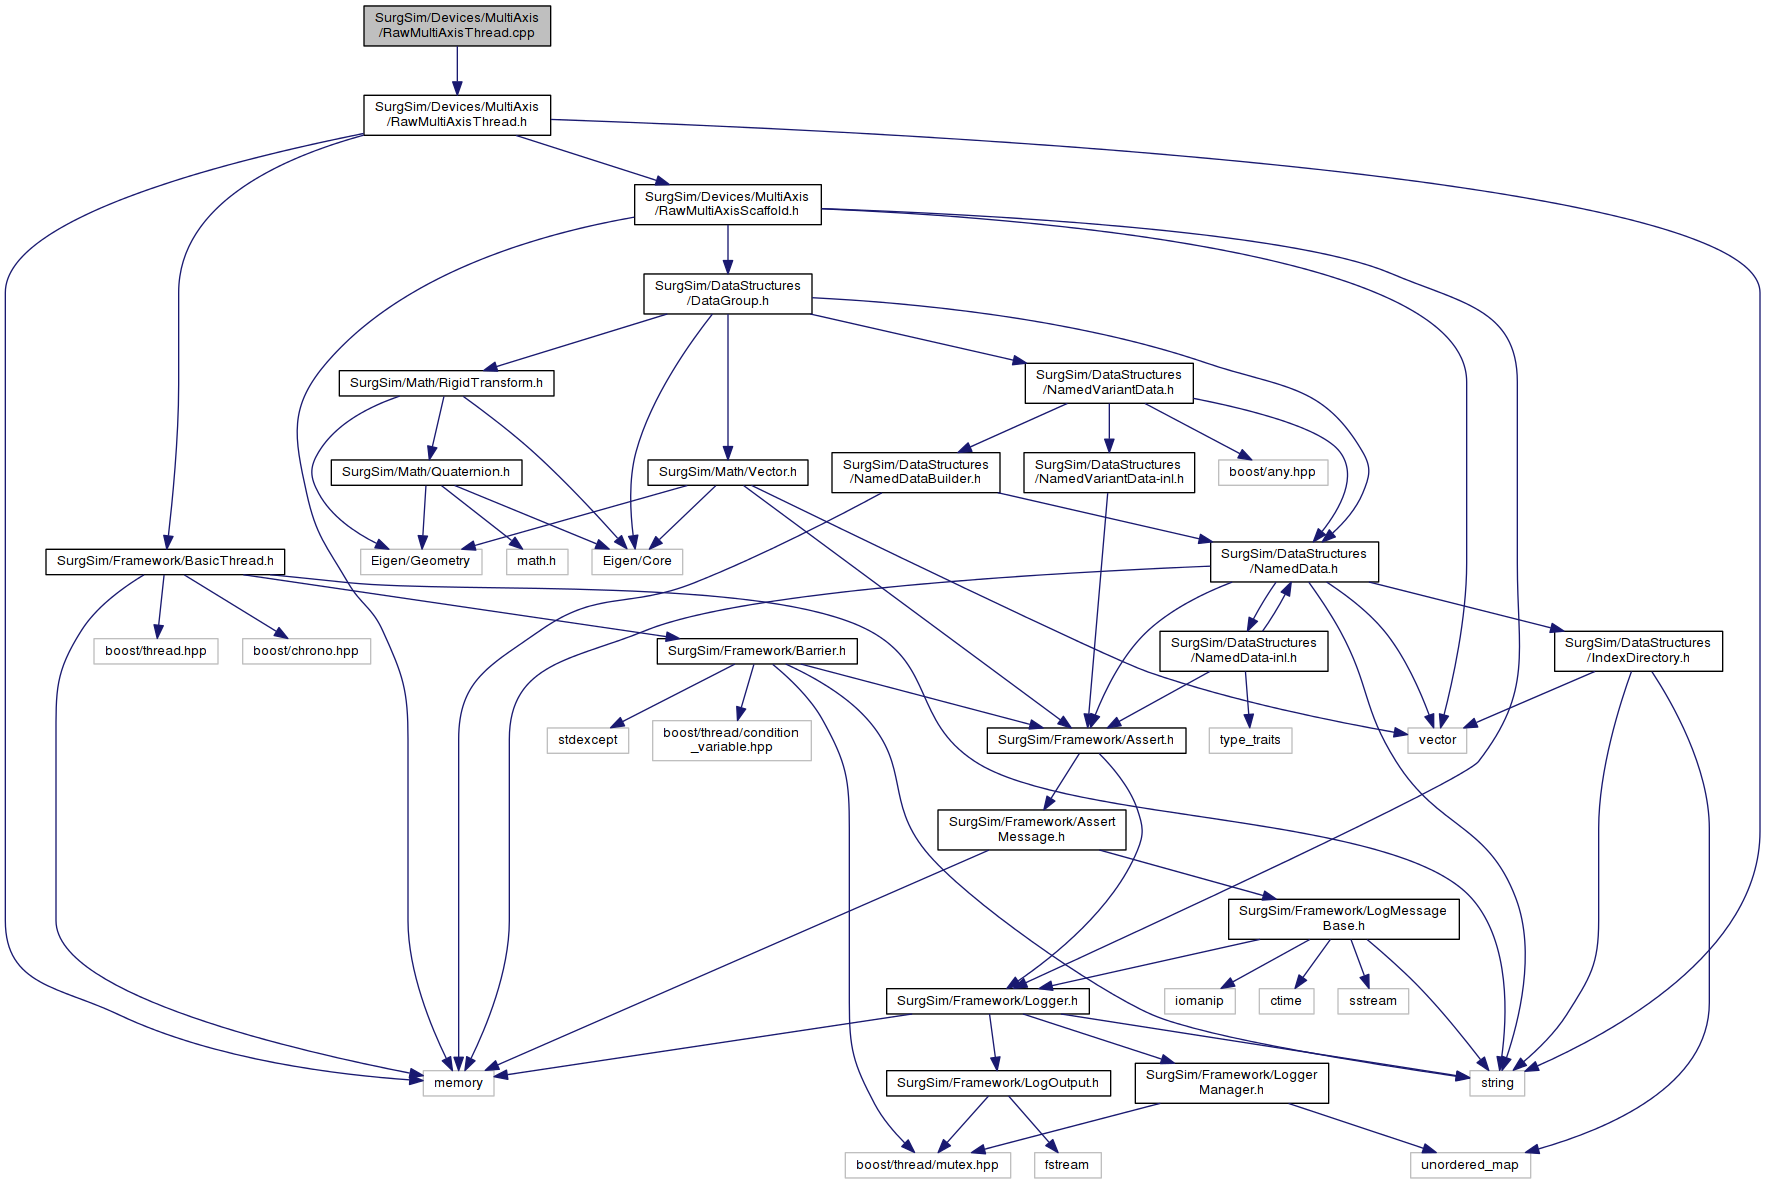 SurgSim/Devices/MultiAxis
/RawMultiAxisThread.cpp
SurgSim/Devices/MultiAxis
/RawMultiAxisThread.h
SurgSim/Devices/MultiAxis
/RawMultiAxisScaffold.h
SurgSim/DataStructures
/DataGroup.h
SurgSim/Math/RigidTransform.h
SurgSim/DataStructures
/NamedVariantData.h
SurgSim/Math/Quaternion.h
SurgSim/Math/Vector.h
SurgSim/DataStructures
/NamedDataBuilder.h
SurgSim/DataStructures
/NamedVariantData-inl.h
boost/any.hpp
SurgSim/Framework/BasicThread.h
Eigen/Geometry
math.h
Eigen/Core
SurgSim/DataStructures
/NamedData.h
boost/thread.hpp
boost/chrono.hpp
SurgSim/Framework/Barrier.h
SurgSim/DataStructures
/NamedData-inl.h
SurgSim/DataStructures
/IndexDirectory.h
stdexcept
boost/thread/condition
_variable.hpp
SurgSim/Framework/Assert.h
type_traits
vector
SurgSim/Framework/Assert
Message.h
SurgSim/Framework/LogMessage
Base.h
SurgSim/Framework/Logger.h
iomanip
ctime
sstream
memory
SurgSim/Framework/LogOutput.h
SurgSim/Framework/Logger
Manager.h
string
boost/thread/mutex.hpp
fstream
unordered_map